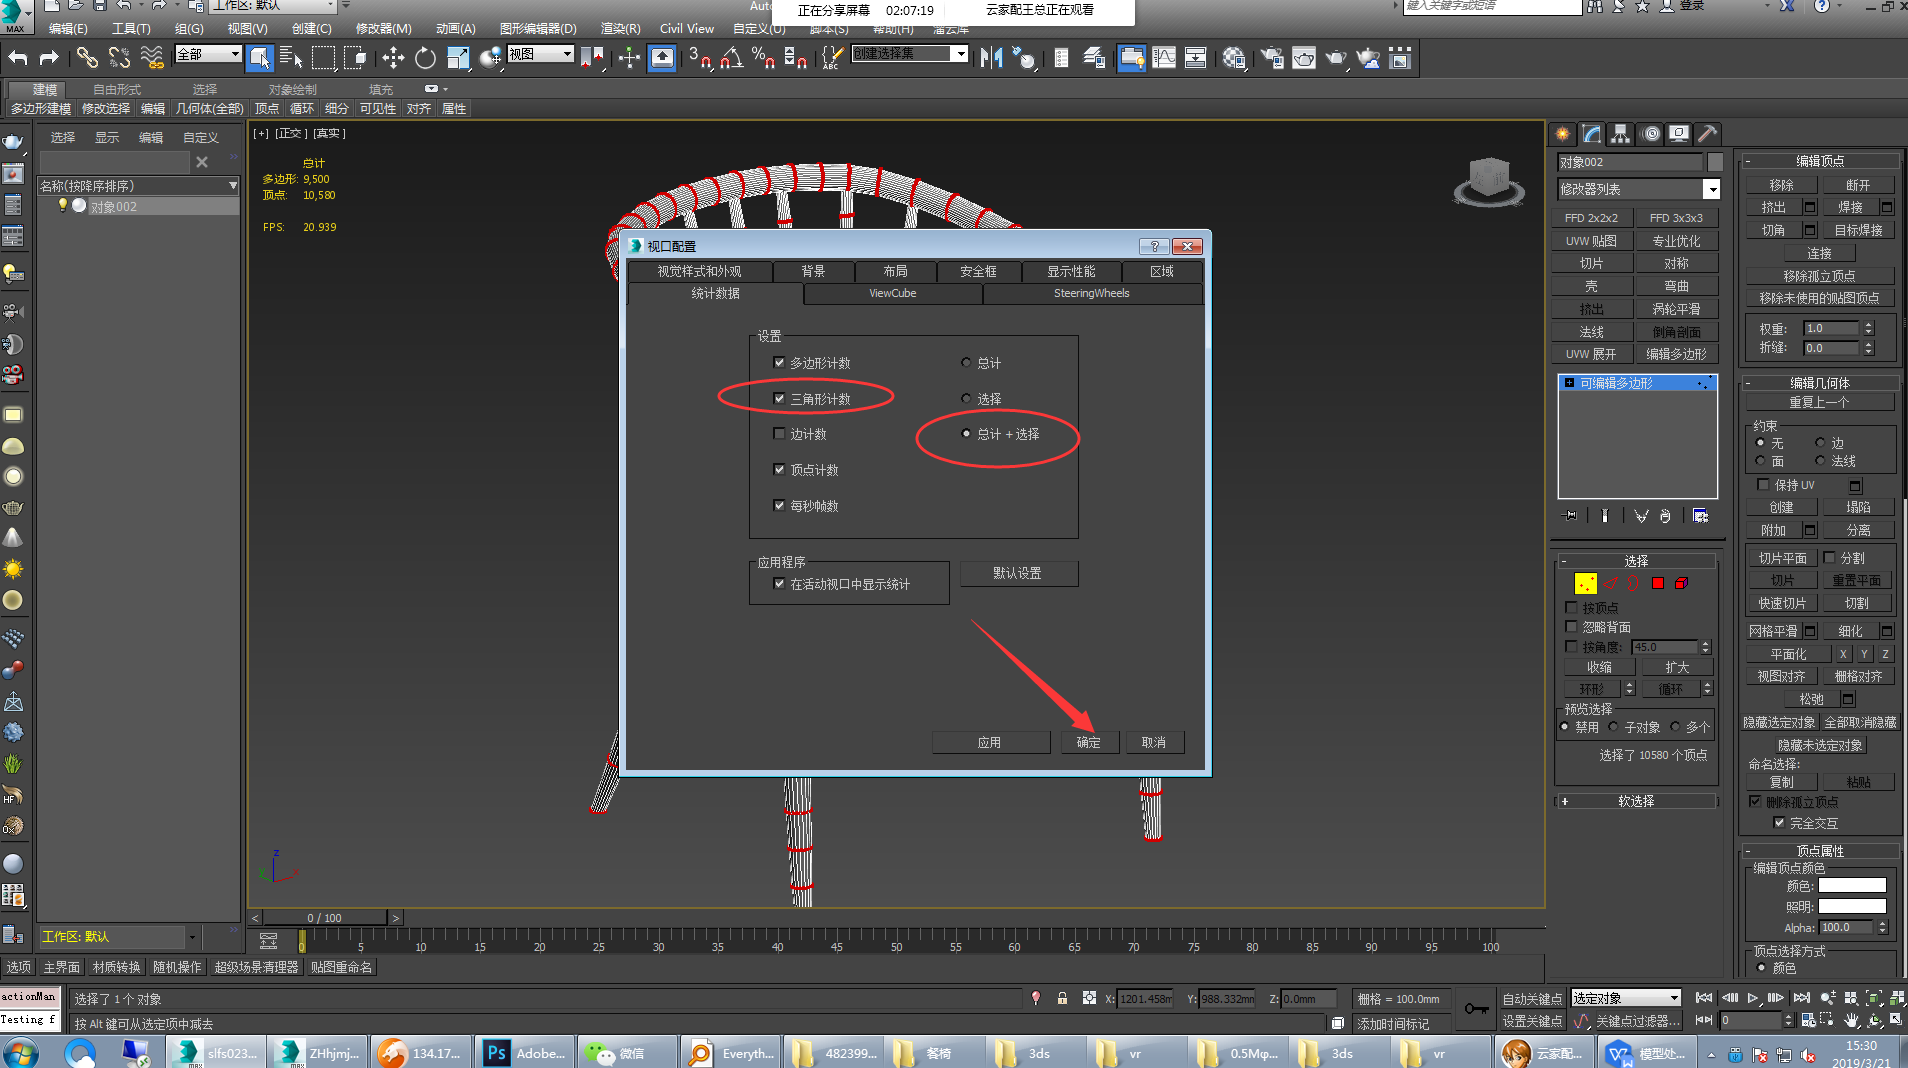 工作区: 默认
Auto
正在分享屏幕 02:07:19 云家配王总正在观看
键入关键字或短语
登录
MAX
编辑(E) 工具(T) 组(G) 视图(V) 创建(C) 修改器(M) 动画(A) 图形编辑器(D) 渲染(R) Civil View 自定义(U) 脚本(S) 帮助(H) 溜云库
全部 视图 创建选择集
建模 自由形式 选择 对象绘制 填充
多边形建模 修改选择 编辑 几何体(全部) 顶点 循环 细分 可见性 对齐 属性
选择 显示 编辑 自定义
名称(按降序排序)
对象002
[+] [正交] [真实]
总计
多边形: 9,500
顶点: 10,580
FPS: 20.939
视口配置
视觉样式和外观 背景 布局 安全框 显示性能 区域
统计数据 ViewCube SteeringWheels
设置
多边形计数 总计
三角形计数 选择
边计数 总计 + 选择
顶点计数
每秒帧数
应用程序
在活动视口中显示统计
默认设置
应用 确定 取消
z
y
x
对象002
修改器列表
FFD 2x2x2 FFD 3x3x3
UVW 贴图 专业优化
切片 对称
壳 弯曲
挤出 涡轮平滑
法线 倒角剖面
UVW 展开 编辑多边形
可编辑多边形
选择
按顶点
忽略背面
按角度: 45.0
收缩 扩大
环形 循环
预览选择
禁用 子对象 多个
选择了 10580 个顶点
软选择
编辑顶点
移除 断开
挤出 焊接
切角 目标焊接
连接
移除孤立顶点
移除未使用的贴图顶点
权重: 1.0
折缝: 0.0
编辑几何体
重复上一个
约束
无 边
面 法线
保持 UV
创建 塌陷
附加 分离
切片平面 分割
切片 重置平面
快速切片 切割
网格平滑 细化
平面化 X Y Z
视图对齐 栅格对齐
松弛
隐藏选定对象 全部取消隐藏
隐藏未选定对象
命名选择:
复制 粘贴
删除孤立顶点
完全交互
顶点属性
编辑顶点颜色
颜色:
照明:
Alpha: 100.0
顶点选择方式
颜色
0 / 100
工作区: 默认
0 5 10 15 20 25 30 35 40 45 50 55 60 65 70 75 80 85 90 95 100
选项 主界面 材质转换 随机操作 超级场景清理器 贴图重命名
actionMan
Testing f
选择了 1 个 对象
按 Alt 键可从选定项中减去
X: 1201.458m Y: 988.332mm Z: 0.0mm 栅格 = 100.0mm
添加时间标记
自动关键点 选定对象
设置关键点 关键点过滤器... 0
slfs023... ZHhjmj... 134.17... Adobe... 微信 Everyth... 482399... 餐椅 3ds vr 0.5Mφ... 3ds vr 云家配... 模型处...
15:30
2019/3/21